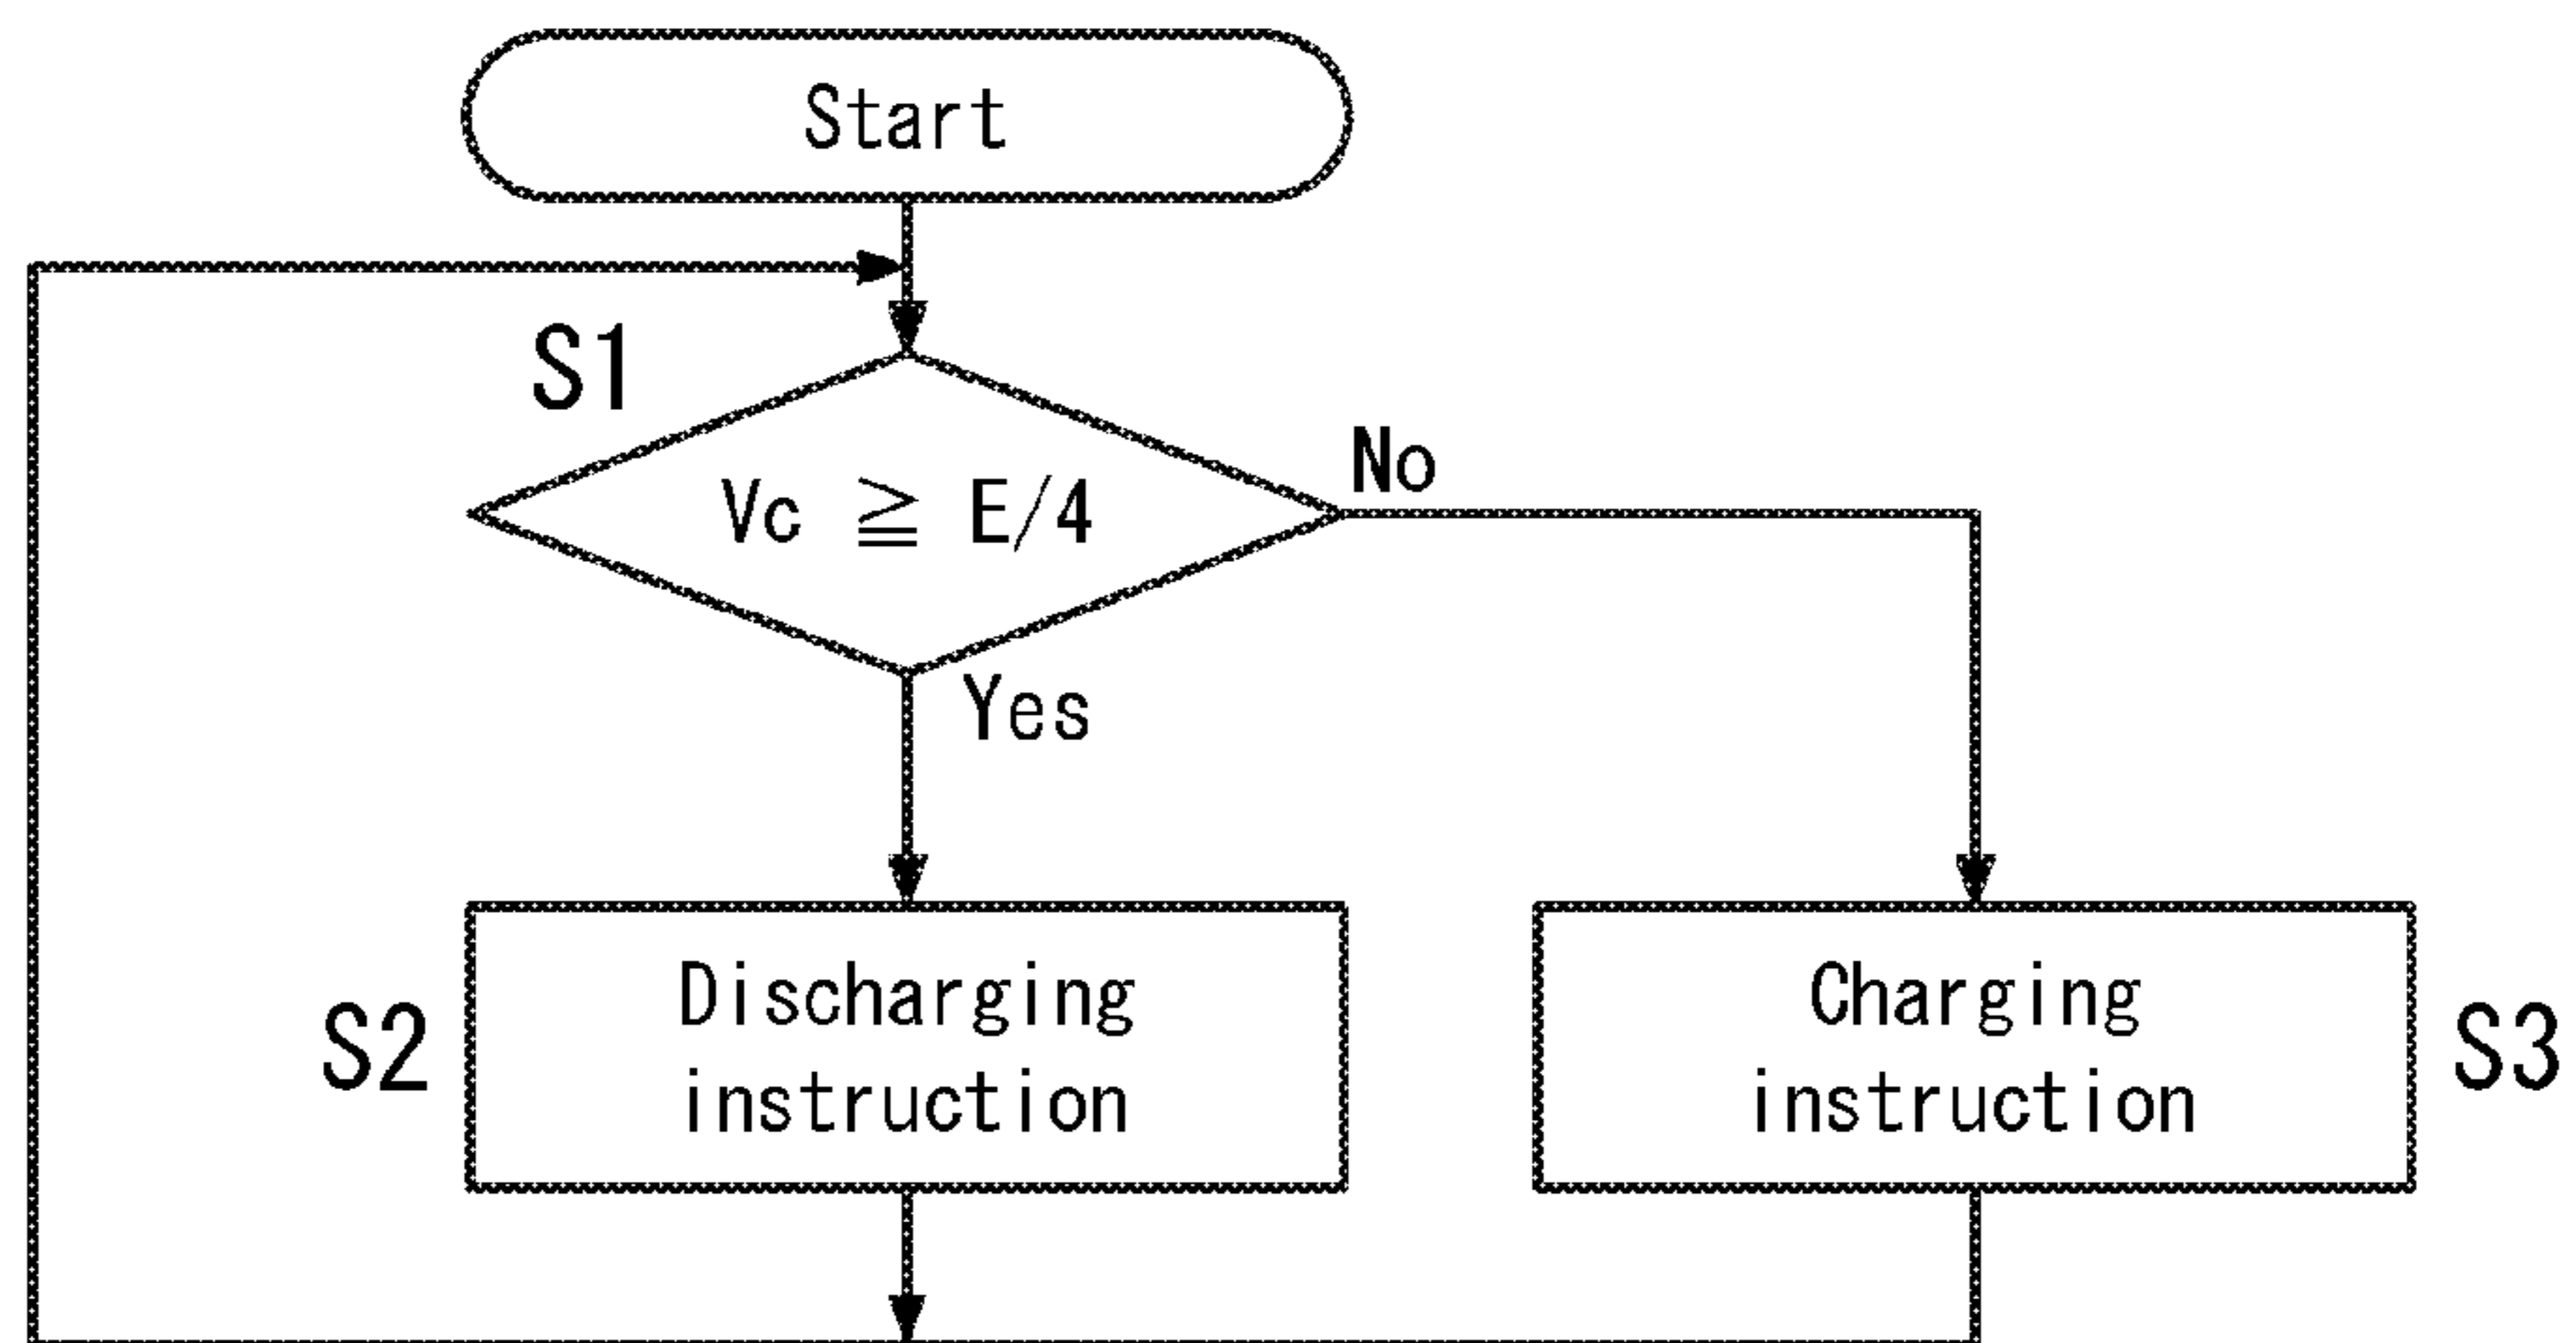 Start
S1
Vc ≧ E/4
No
Yes
S2
Discharging
instruction
Charging
instruction
S3